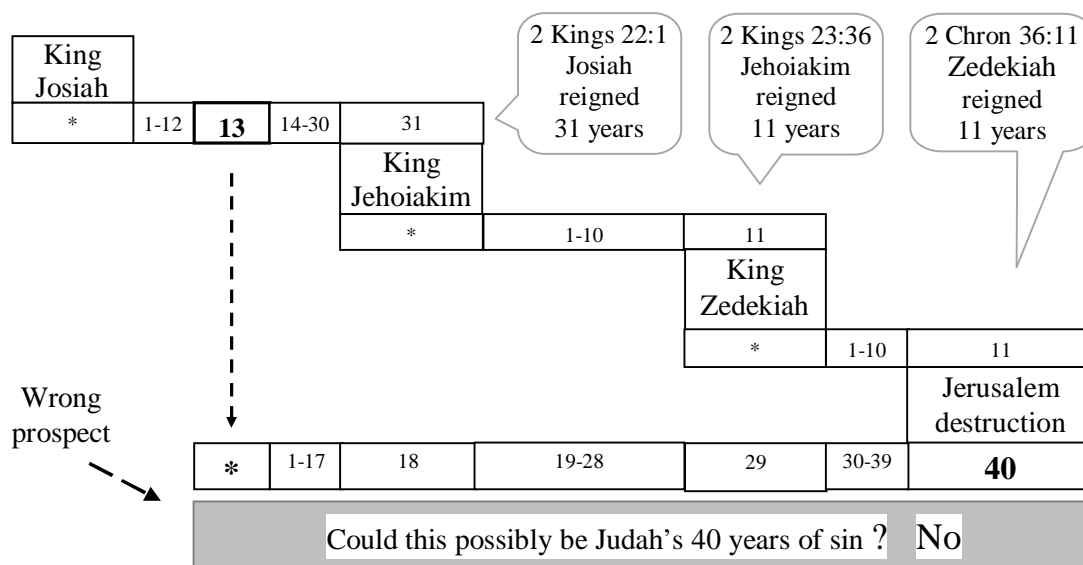 King
Josiah
* 1-12 13 14-30 31
2 Kings 22:1
Josiah
reigned
31 years
2 Kings 23:36
Jehoiakim
reigned
11 years
2 Chron 36:11
Zedekiah
reigned
11 years
King
Jehoiakim
* 1-10 11
King
Zedekiah
* 1-10 11
Jerusalem
destruction
Wrong
prospect
* 1-17 18 19-28 29 30-39 40
Could this possibly be Judah's 40 years of sin ? No